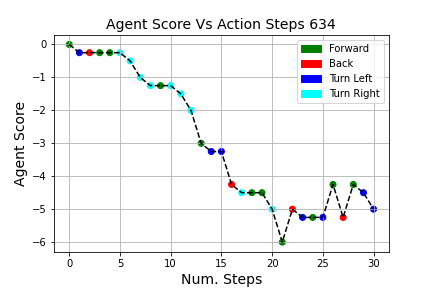 Agent Score Vs Action Steps 634
Forward
Back
Turn Left
Turn Right
Agent Score
0
−1
−2
−3
−4
−5
−6
0 5 10 15 20 25 30
Num. Steps